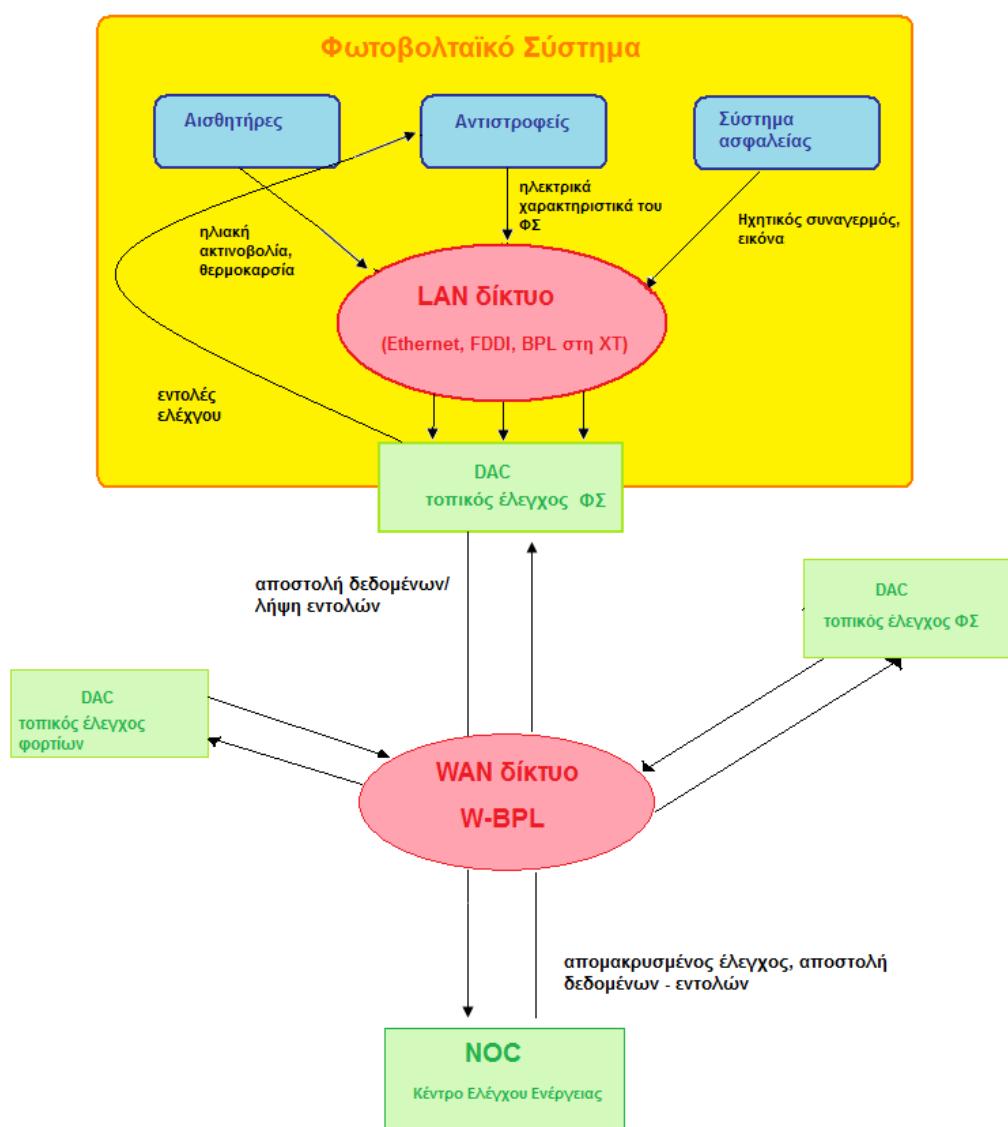 Φωτοβολταϊκό Σύστημα
Αισθητήρες
Αντιστροφείς
Σύστημα
ασφαλείας
ηλεκτρικά
χαρακτηριστικά του
ΦΣ
ηλιακή
ακτινοβολία,
θερμοκαρσία
Ηχητικός συναγερμός,
εικόνα
LAN δίκτυο
(Ethernet, FDDI, BPL στη ΧΤ)
εντολές
ελέχγου
DAC
τοπικός έλεγχος ΦΣ
αποστολή δεδομένων/
λήψη εντολών
DAC
τοπικός έλεγχος ΦΣ
DAC
τοπικός έλεγχος
φορτίων
WAN δίκτυο
W-BPL
απομακρυσμένος έλεγχος, αποστολή
δεδομένων - εντολών
NOC
Κέντρο Ελέγχου Ενέργειας